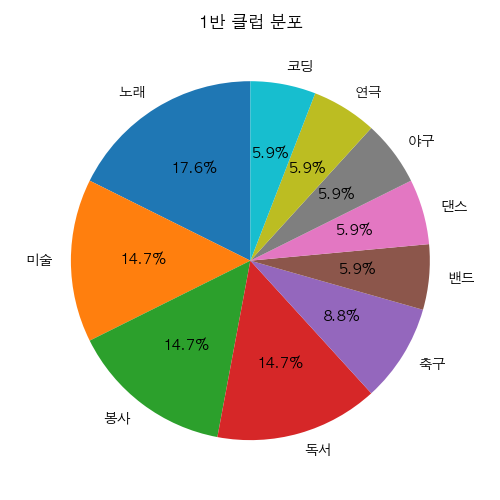 1반 클럽 분포
코딩
연극
노래
야구
5.9%
5.9%
17.6%
5.9%
댄스
5.9%
미술
14.7%
5.9%
밴드
8.8%
14.7%
14.7%
축구
봉사
독서